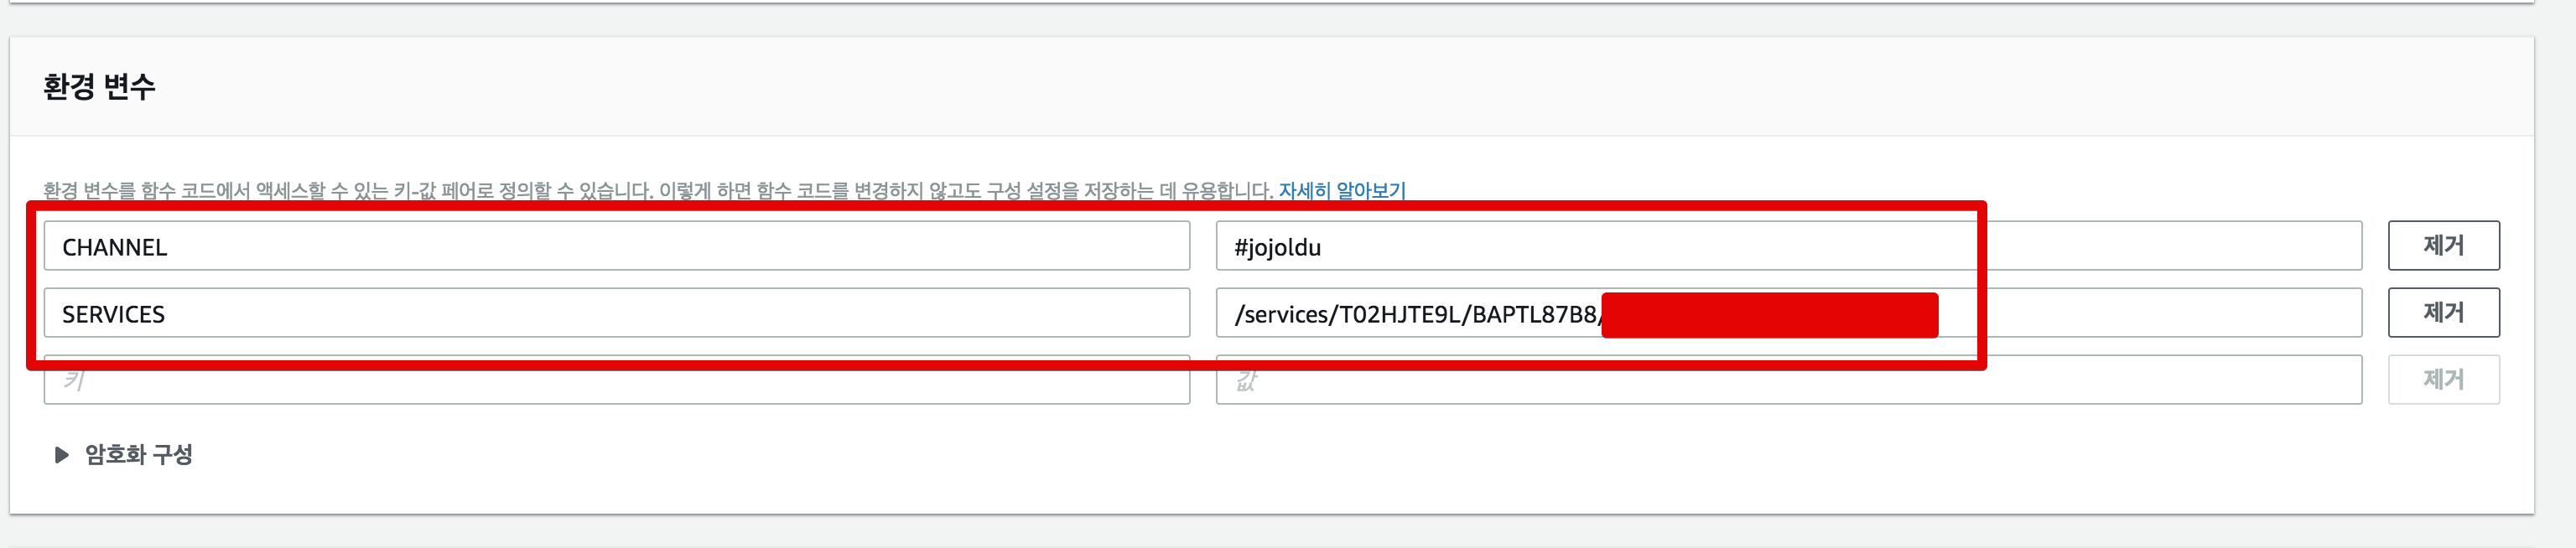 환경 변수
환경 변수를 함수 코드에서 액세스할 수 있는 키-값 페어로 정의할 수 있습니다. 이렇게 하면 함수 코드를 변경하지 않고도 구성 설정을 저장하는 데 유용합니다. 자세히 알아보기
CHANNEL #jojoldu 제거
SERVICES /services/T02HJTE9L/BAPTL87B8/ 제거
키 값 제거
암호화 구성